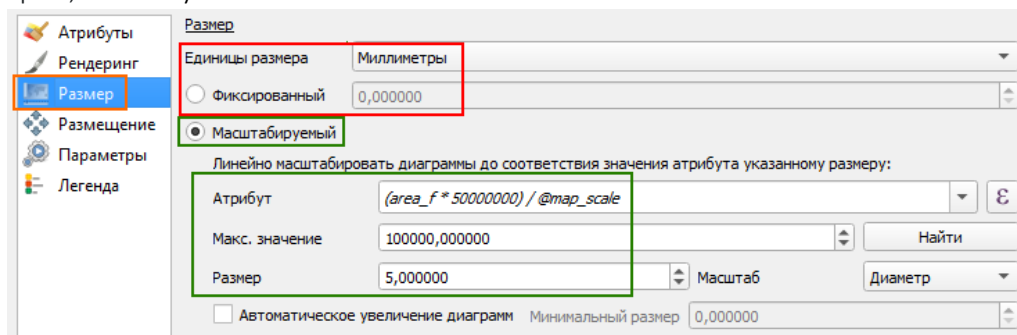 Размер
Атрибуты
Рендеринг
Размер
Размещение
Параметры
Легенда
Единицы размера Миллиметры
Фиксированный 0,000000
Масштабируемый
Линейно масштабировать диаграммы до соответствия значения атрибута указанному размеру:
Атрибут (area_f * 50000000) / @map_scale ε
Макс. значение 100000,000000 Найти
Размер 5,000000 Масштаб Диаметр
Автоматическое увеличение диаграмм Минимальный размер 0,000000